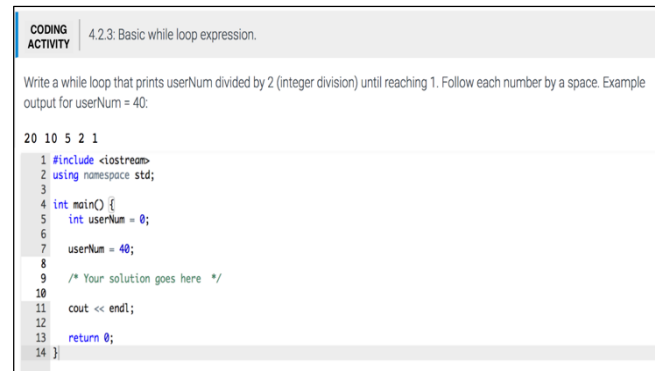 CODING
ACTIVITY
4.2.3: Basic while loop expression.
Write a while loop that prints userNum divided by 2 (integer division) until reaching 1. Follow each number by a space. Example
output for userNum = 40:
20 10 5 2 1
1 #include <iostream>
2 using namespace std;
3
4 int main() {
5    int userNum = 0;
6
7    userNum = 40;
8
9    /* Your solution goes here  */
10
11    cout << endl;
12
13    return 0;
14 }